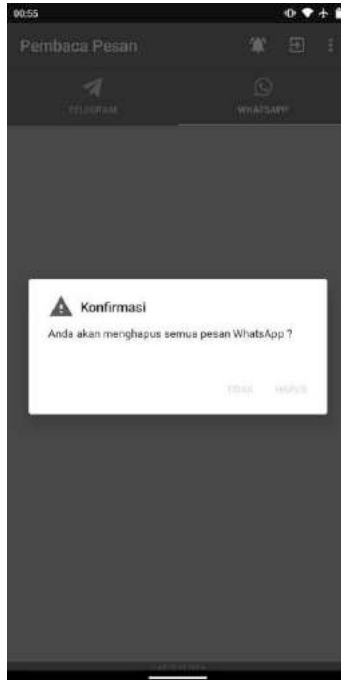 00:55
Pembaca Pesan
TELEGRAM
WHATSAPP
Konfirmasi
Anda akan menghapus semua pesan WhatsApp ?
TIDAK HAPUS